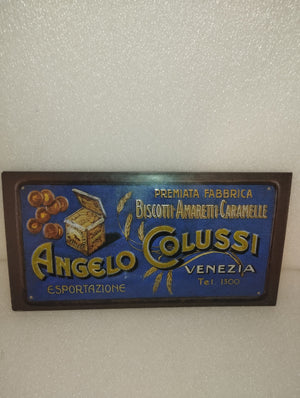 PREMIATA FABBRICA
BISCOTTI-AMARETTI-CARAMELLE
ANGELO COLUSSI
VENEZIA
ESPORTAZIONE
Tel. 1300